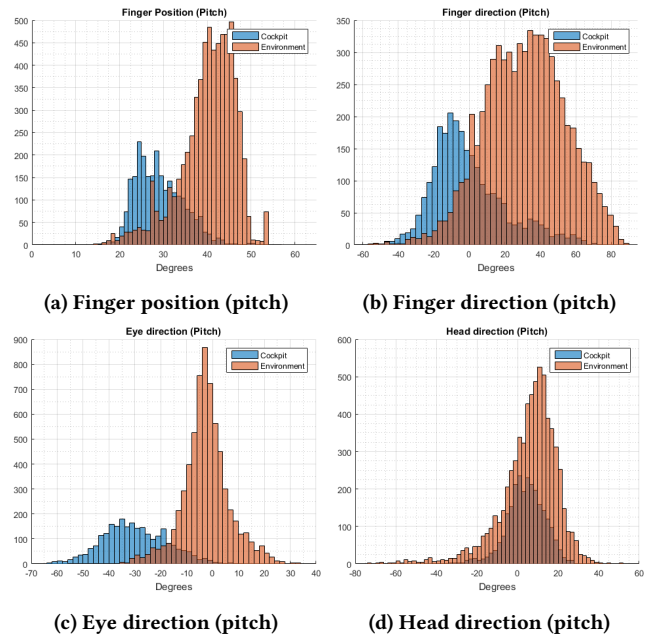 Finger Position (Pitch)
500
450
400
350
300
250
200
150
100
50
0
0 10 20 30 40 50 60
Degrees
Cockpit
Environment
(a) Finger position (pitch)
Finger direction (pitch)
350
300
250
200
150
100
50
0
-60 -40 -20 0 20 40 60 80
Degrees
Cockpit
Environment
(b) Finger direction (pitch)
Eye direction (Pitch)
900
800
700
600
500
400
300
200
100
0
-70 -60 -50 -40 -30 -20 -10 0 10 20 30 40
Degrees
Cockpit
Environment
(c) Eye direction (pitch)
Head direction (Pitch)
600
500
400
300
200
100
0
-80 -60 -40 -20 0 20 40 60
Degrees
Cockpit
Environment
(d) Head direction (pitch)